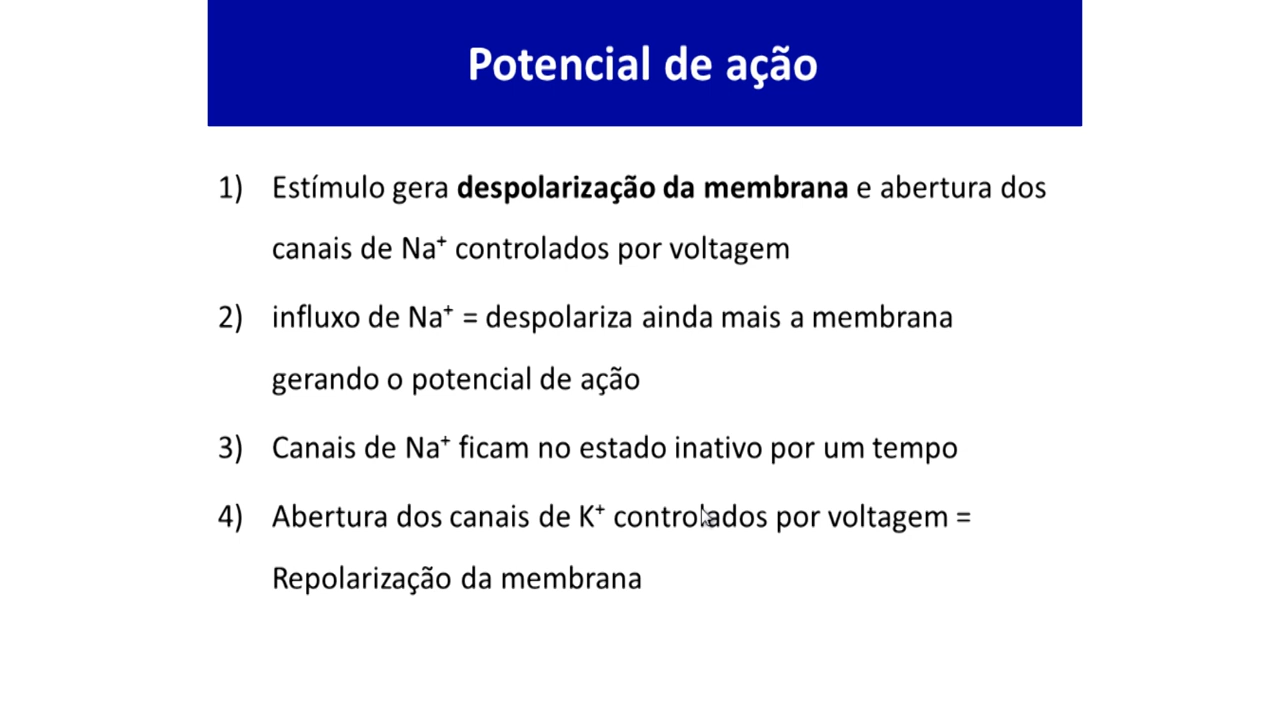 Potencial de ação
1) Estímulo gera despolarização da membrana e abertura dos
canais de Na⁺ controlados por voltagem
2) influxo de Na⁺ = despolariza ainda mais a membrana
gerando o potencial de ação
3) Canais de Na⁺ ficam no estado inativo por um tempo
4) Abertura dos canais de K⁺ controlados por voltagem =
Repolarização da membrana